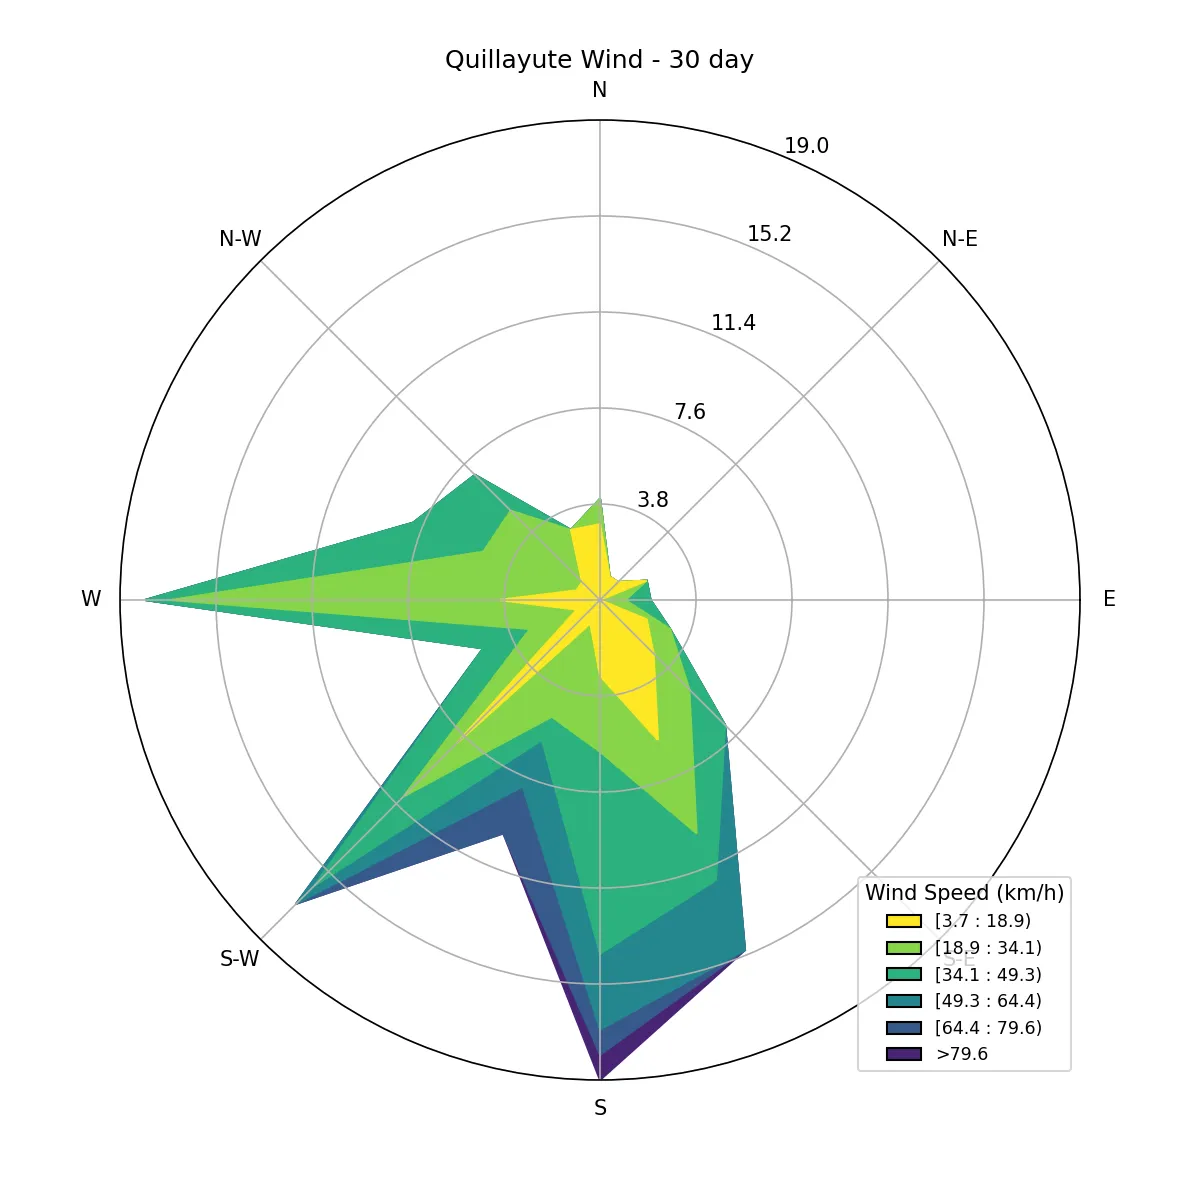 Quillayute Wind - 30 day
N
19.0
15.2
N-W
N-E
11.4
7.6
3.8
W
E
Wind Speed (km/h)
[3.7 : 18.9)
[18.9 : 34.1)
S-W
S-E
[34.1 : 49.3)
[49.3 : 64.4)
[64.4 : 79.6)
>79.6
S